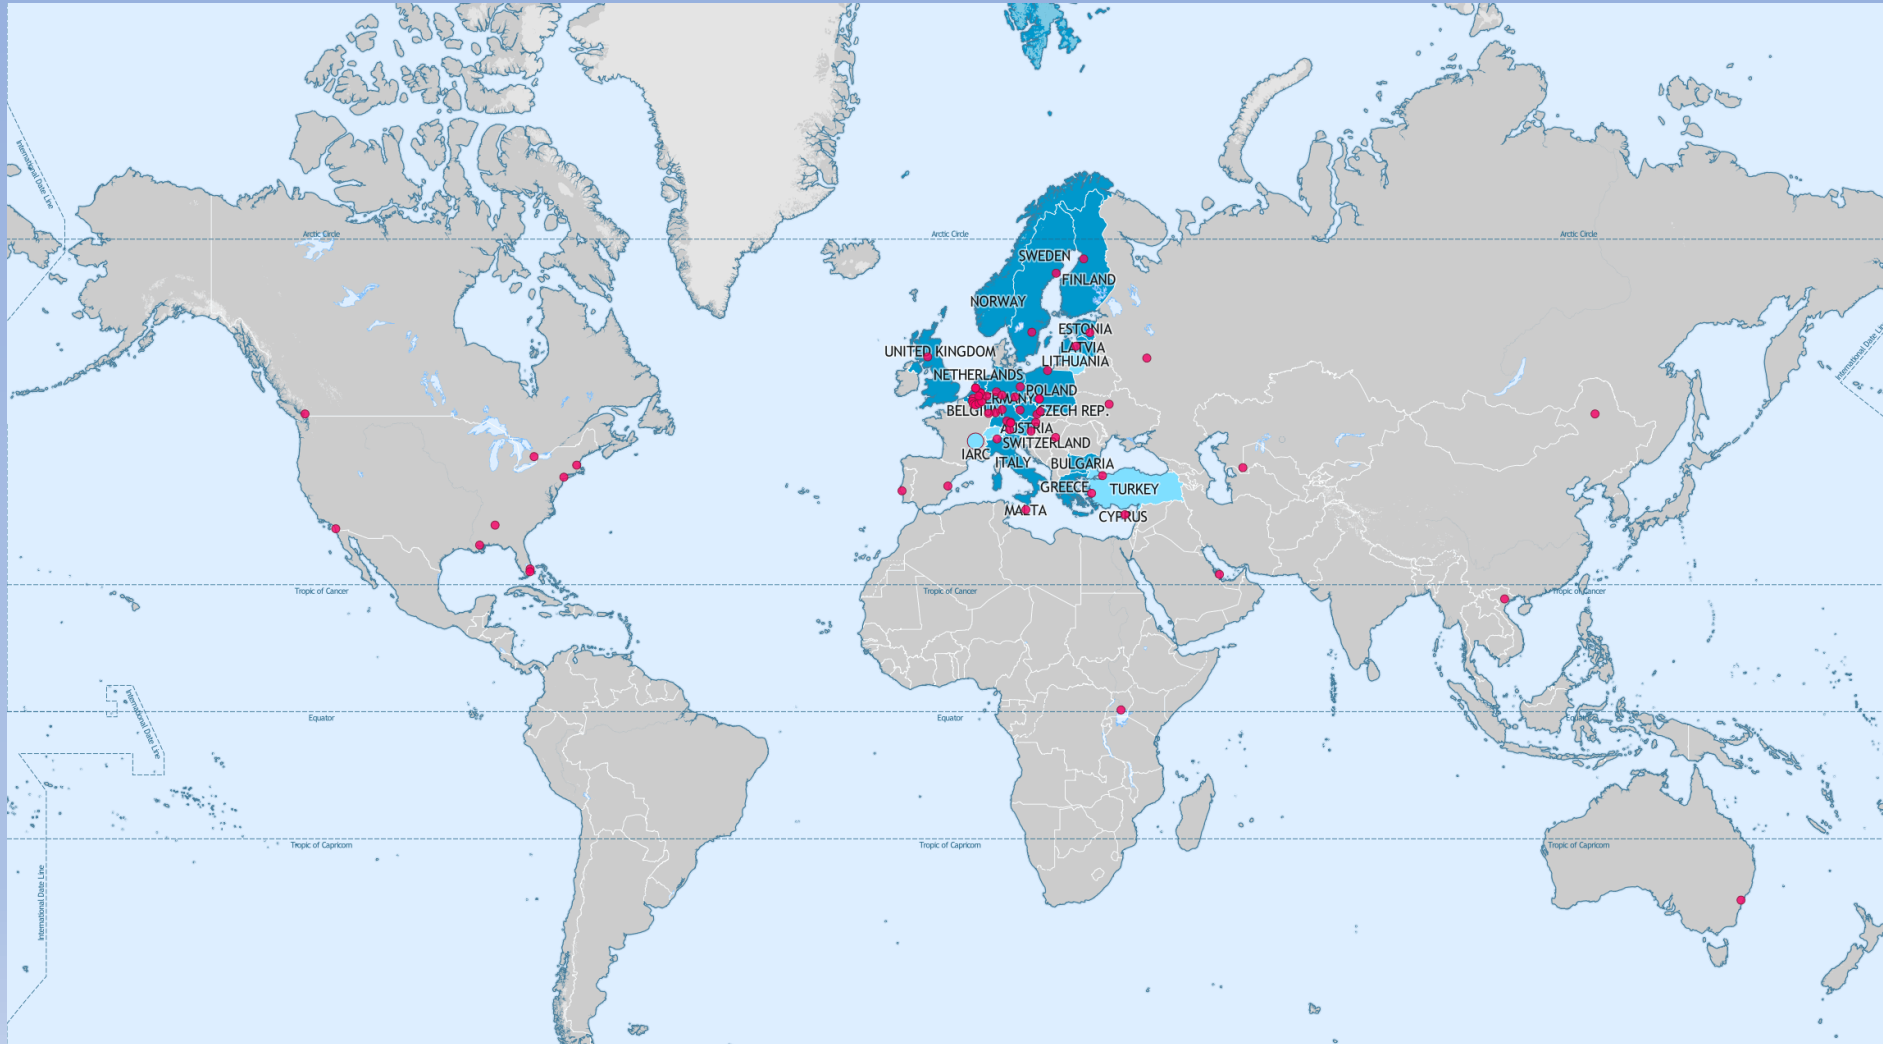 International Date Line
Arctic Circle
Arctic Circle
Arctic Circle
SWEDEN
FINLAND
NORWAY
ESTONIA
International Date Line
LATVIA
UNITED KINGDOM
LITHUANIA
NETHERLANDS
POLAND
GERMANY
BELGIUM
CZECH REP.
AUSTRIA
SWITZERLAND
IARC
ITALY
BULGARIA
GREECE
TURKEY
MALTA
CYPRUS
Tropic of Cancer
Tropic of Cancer
Tropic of Cancer
International Date Line
Equator
Equator
Equator
Tropic of Capricorn
Tropic of Capricorn
Tropic of Capricorn
International Date Line